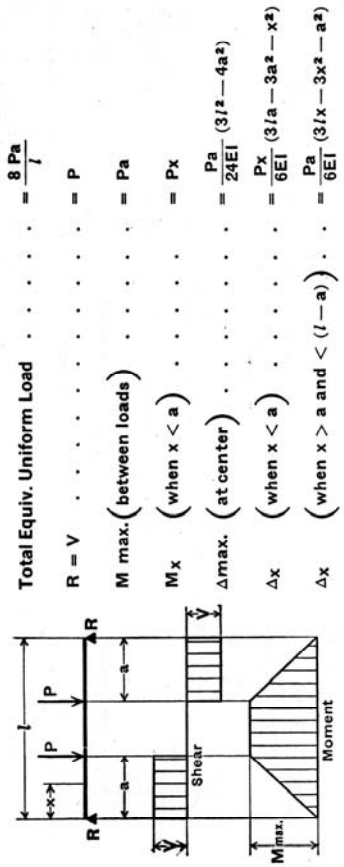 Total Equiv. Uniform Load . . . . . = 8 Pa / l
R = V . . . . . . . . . = P
M max. (between loads) . . . . . = Pa
Mx (when x < a) . . . . . = Px
Δmax. (at center) . . . . . = Pa / 24EI (3l² — 4a²)
Δx (when x < a) . . . . . = Px / 6EI (3la — 3a² — x²)
Δx (when x > a and < (l — a)) . . = Pa / 6EI (3lx — 3x² — a²)
l
x
P
P
R
R
a
a
V
V
Shear
M max.
Moment